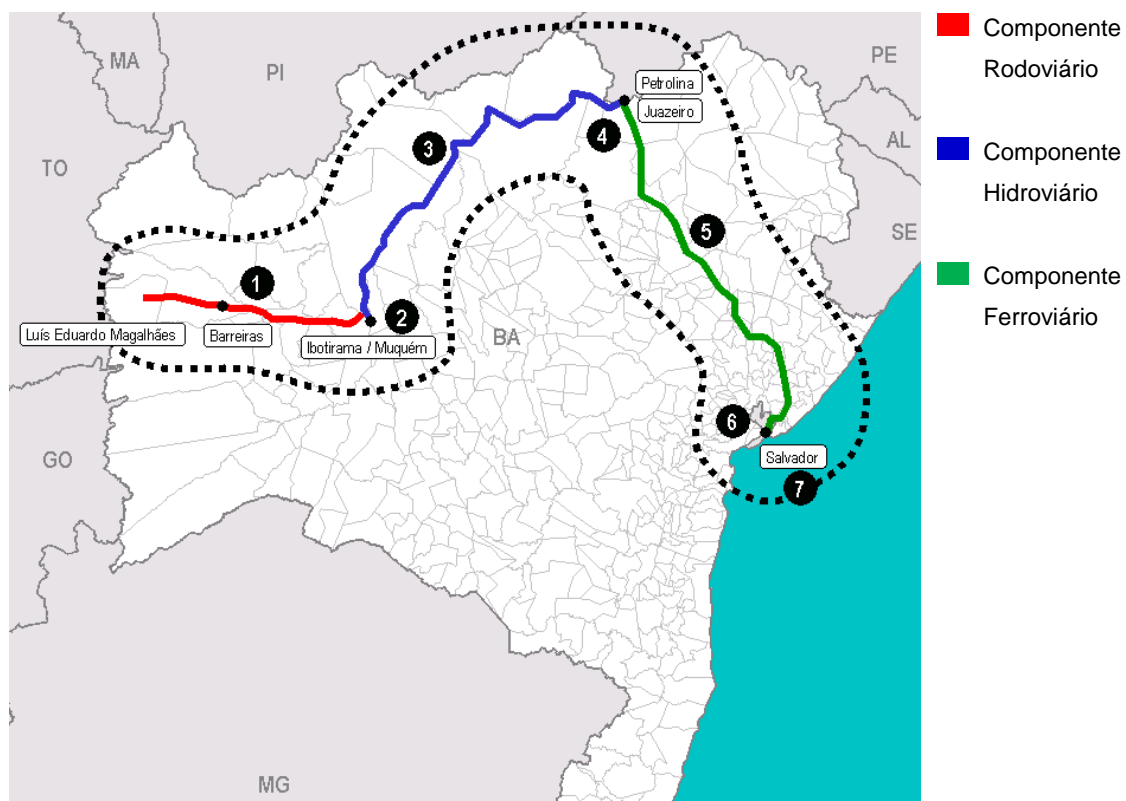 MA
PI
PE
Petrolina
Juazeiro
4
3
AL
TO
5
SE
1
2
Luís Eduardo Magalhães
Barreiras
Ibotirama / Muquém
BA
6
Salvador
GO
7
MG
Componente
Rodoviário
Componente
Hidroviário
Componente
Ferroviário